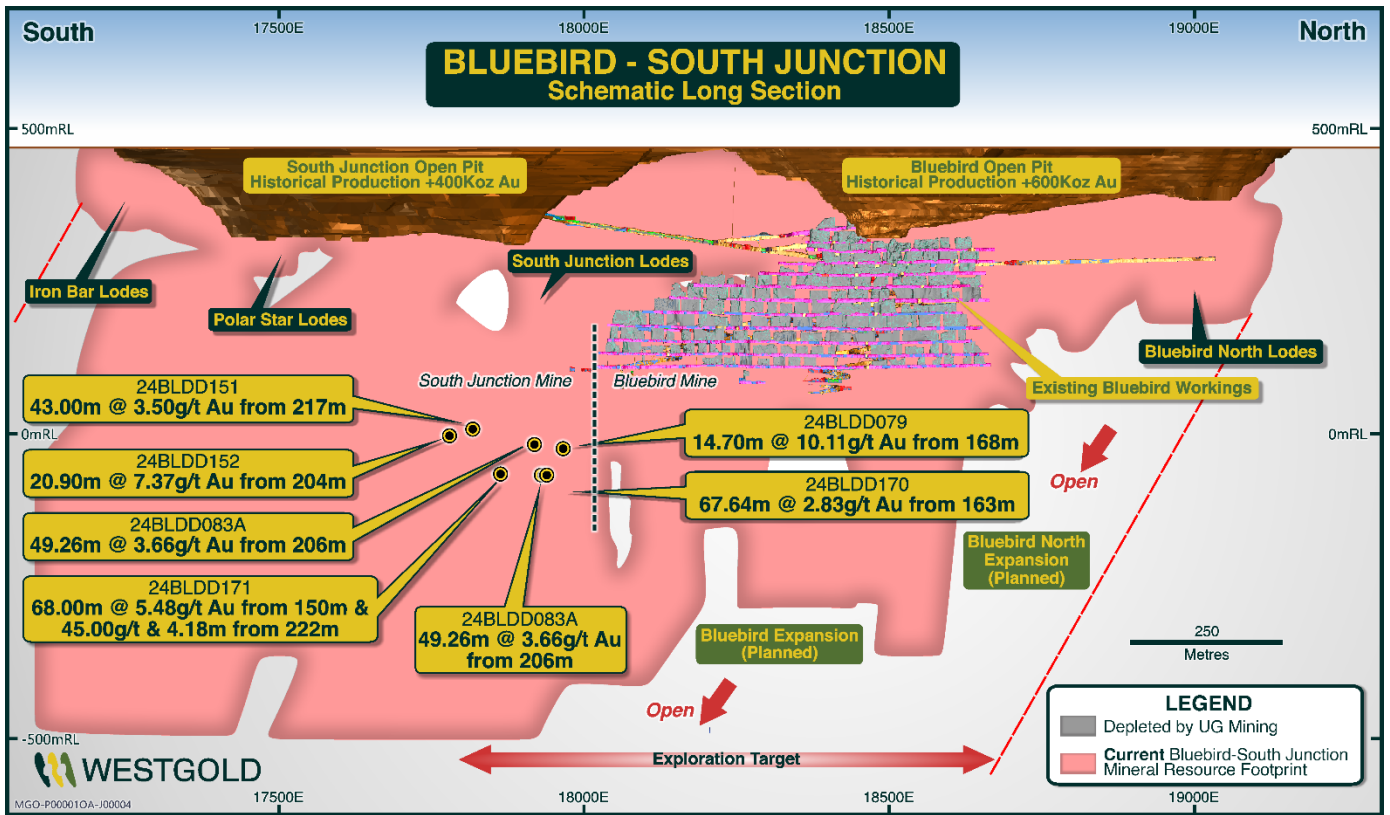 South
17500E
18000E
18500E
19000E
North
BLUEBIRD - SOUTH JUNCTION
Schematic Long Section
500mRL
500mRL
South Junction Open Pit
Historical Production +400Koz Au
Bluebird Open Pit
Historical Production +600Koz Au
South Junction Lodes
Iron Bar Lodes
Polar Star Lodes
Bluebird North Lodes
South Junction Mine
Bluebird Mine
Existing Bluebird Workings
24BLDD151
43.00m @ 3.50g/t Au from 217m
0mRL
0mRL
24BLDD079
14.70m @ 10.11g/t Au from 168m
24BLDD152
20.90m @ 7.37g/t Au from 204m
24BLDD170
67.64m @ 2.83g/t Au from 163m
Open
24BLDD083A
49.26m @ 3.66g/t Au from 206m
Bluebird North
Expansion
(Planned)
24BLDD171
68.00m @ 5.48g/t Au from 150m &
45.00g/t & 4.18m from 222m
24BLDD083A
49.26m @ 3.66g/t Au
from 206m
Bluebird Expansion
(Planned)
250
Metres
Open
LEGEND
Depleted by UG Mining
Current Bluebird-South Junction
Mineral Resource Footprint
-500mRL
Exploration Target
WESTGOLD
MGO-P00001OA-J00004
17500E
18000E
18500E
19000E